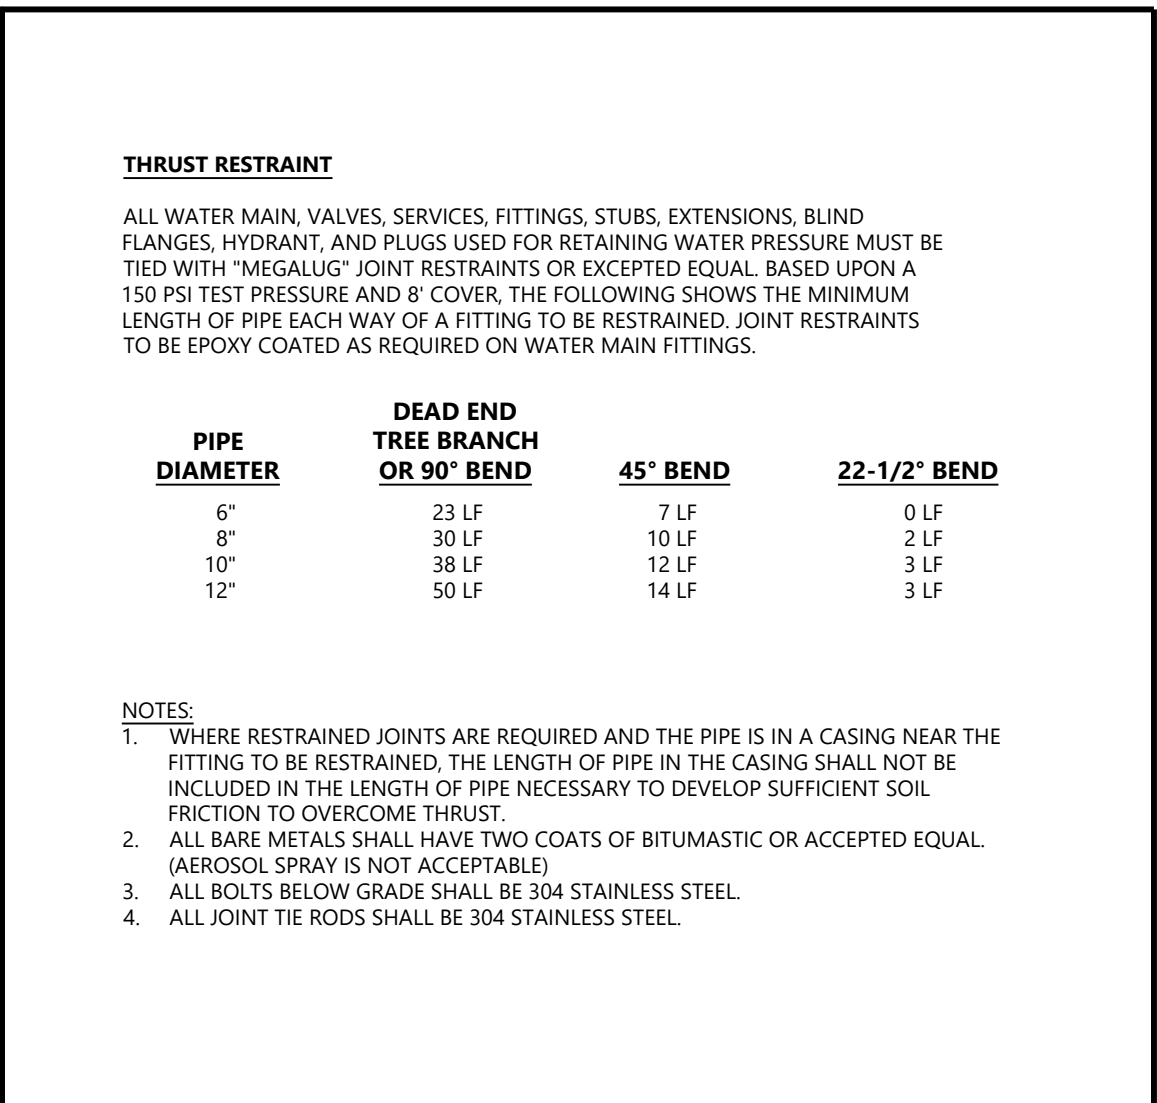 THRUST RESTRAINT
ALL WATER MAIN, VALVES, SERVICES, FITTINGS, STUBS, EXTENSIONS, BLIND
FLANGES, HYDRANT, AND PLUGS USED FOR RETAINING WATER PRESSURE MUST BE
TIED WITH "MEGALUG" JOINT RESTRAINTS OR EXCEPTED EQUAL. BASED UPON A
150 PSI TEST PRESSURE AND 8' COVER, THE FOLLOWING SHOWS THE MINIMUM
LENGTH OF PIPE EACH WAY OF A FITTING TO BE RESTRAINED. JOINT RESTRAINTS
TO BE EPOXY COATED AS REQUIRED ON WATER MAIN FITTINGS.
DEAD END
PIPE TREE BRANCH
DIAMETER OR 90° BEND 45° BEND 22-1/2° BEND
6" 23 LF 7 LF 0 LF
8" 30 LF 10 LF 2 LF
10" 38 LF 12 LF 3 LF
12" 50 LF 14 LF 3 LF
NOTES:
1. WHERE RESTRAINED JOINTS ARE REQUIRED AND THE PIPE IS IN A CASING NEAR THE
FITTING TO BE RESTRAINED, THE LENGTH OF PIPE IN THE CASING SHALL NOT BE
INCLUDED IN THE LENGTH OF PIPE NECESSARY TO DEVELOP SUFFICIENT SOIL
FRICTION TO OVERCOME THRUST.
2. ALL BARE METALS SHALL HAVE TWO COATS OF BITUMASTIC OR ACCEPTED EQUAL.
(AEROSOL SPRAY IS NOT ACCEPTABLE)
3. ALL BOLTS BELOW GRADE SHALL BE 304 STAINLESS STEEL.
4. ALL JOINT TIE RODS SHALL BE 304 STAINLESS STEEL.